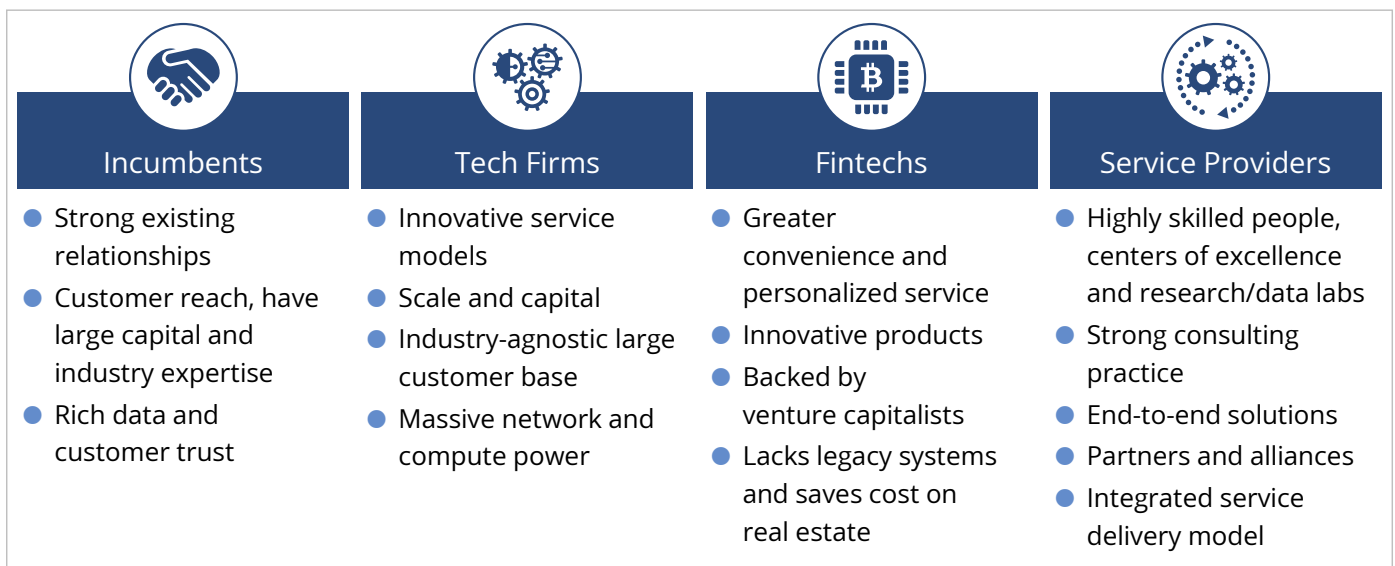 Incumbents
Strong existing
relationships
Customer reach, have
large capital and
industry expertise
Rich data and
customer trust
Tech Firms
Innovative service
models
Scale and capital
Industry-agnostic large
customer base
Massive network and
compute power
Fintechs
Greater
convenience and
personalized service
Innovative products
Backed by
venture capitalists
Lacks legacy systems
and saves cost on
real estate
Service Providers
Highly skilled people,
centers of excellence
and research/data labs
Strong consulting
practice
End-to-end solutions
Partners and alliances
Integrated service
delivery model